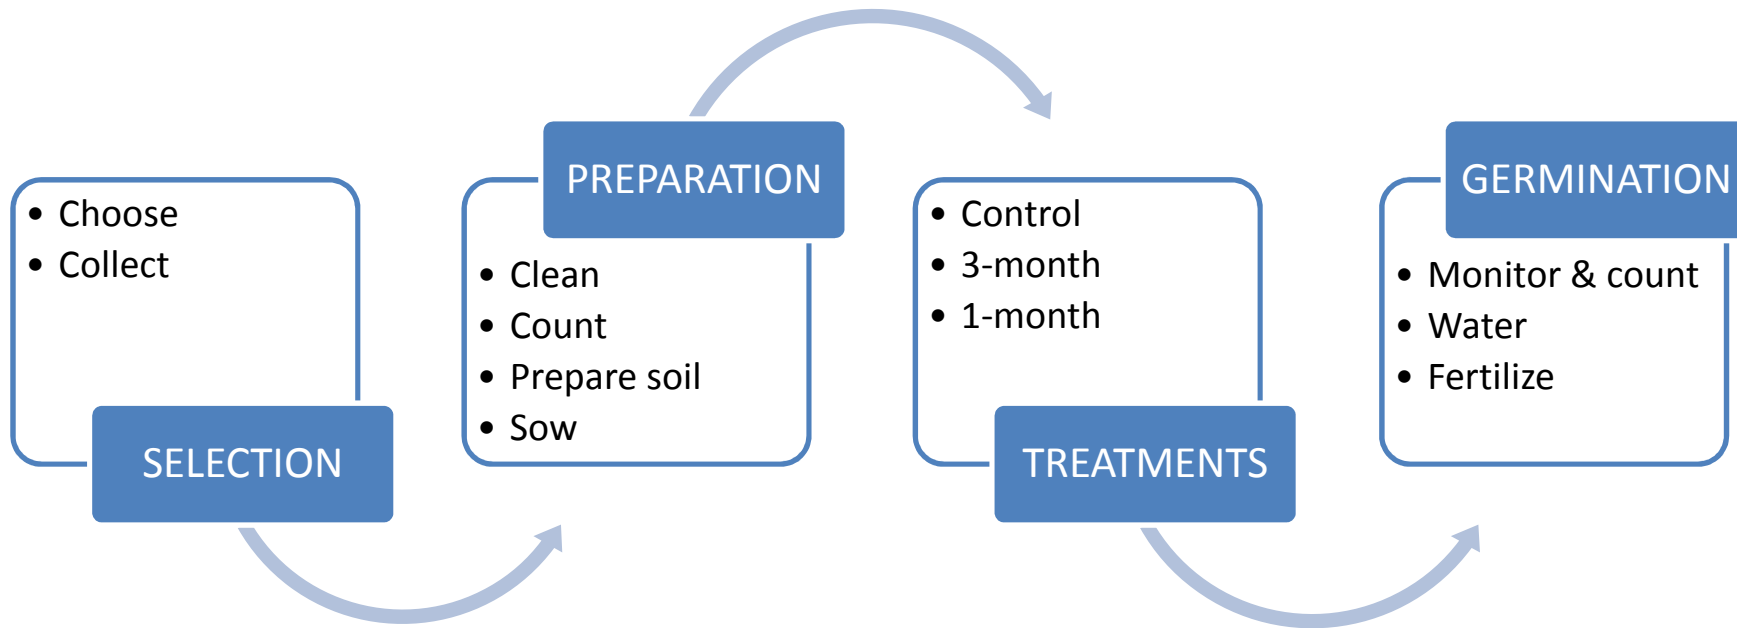 • Choose
• Collect
SELECTION
PREPARATION
• Clean
• Count
• Prepare soil
• Sow
• Control
• 3-month
• 1-month
TREATMENTS
GERMINATION
• Monitor & count
• Water
• Fertilize